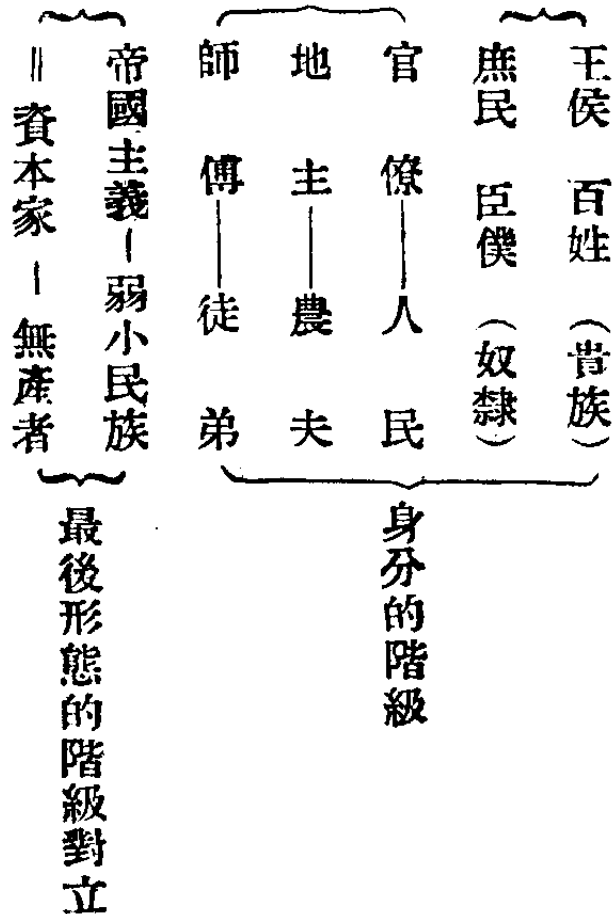 王侯 百姓 (貴族)
庶民 臣僕 (奴隸)
官僚——人民
地主——農夫
師傅——徒弟
身分的階級
帝國主義—弱小民族
＝資本家—無產者
最後形態的階級對立